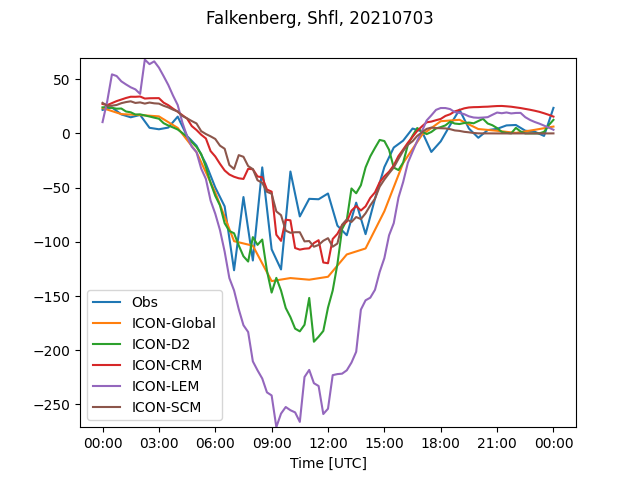 Falkenberg, Shfl, 20210703
50
0
−50
−100
−150
−200
−250
Obs
ICON-Global
ICON-D2
ICON-CRM
ICON-LEM
ICON-SCM
00:00 03:00 06:00 09:00 12:00 15:00 18:00 21:00 00:00
Time [UTC]